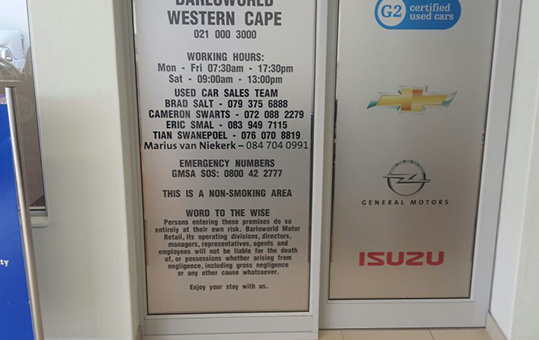 BARLOWORLD
WESTERN CAPE
021 000 3000
WORKING HOURS:
Mon - Fri 07:30am - 17:30pm
Sat - 09:00am - 13:00pm
USED CAR SALES TEAM
BRAD SALT - 079 375 6888
CAMERON SWARTS - 072 088 2279
ERIC SMAL - 083 949 7115
TIAN SWANEPOEL - 076 070 8819
Marius van Niekerk – 084 704 0991
EMERGENCY NUMBERS
GMSA SOS: 0800 42 2777
THIS IS A NON-SMOKING AREA
WORD TO THE WISE
Persons entering these premises do so
entirely at their own risk. Barloworld Motor
Retail, its operating divisions, directors,
managers, representatives, agents and
employees will not be liable for the death
of, or possessions whether arising from
negligence, including gross negligence
or any other cause whatsoever.
Enjoy your stay with us.
G2 certified
used cars
GENERAL MOTORS
ISUZU